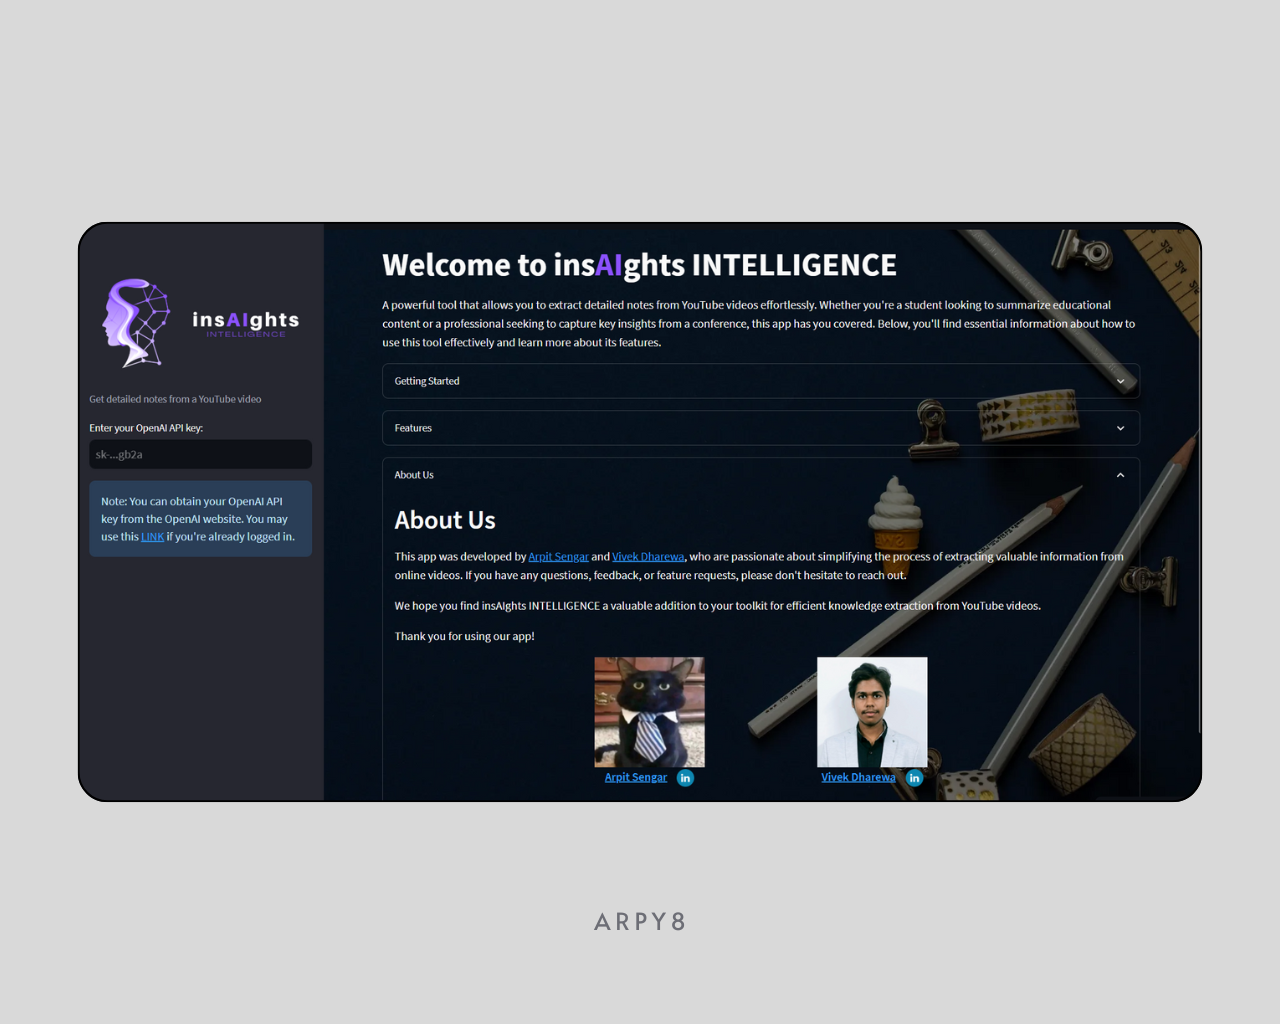 insAIghts
INTELLIGENCE
Get detailed notes from a YouTube video
Enter your OpenAI API key:
sk-...gb2a
Note: You can obtain your OpenAI API
key from the OpenAI website. You may
use this LINK if you're already logged in.
Welcome to insAIghts INTELLIGENCE
A powerful tool that allows you to extract detailed notes from YouTube videos effortlessly. Whether you're a student looking to summarize educational
content or a professional seeking to capture key insights from a conference, this app has you covered. Below, you'll find essential information about how to
use this tool effectively and learn more about its features.
Getting Started
Features
About Us
About Us
This app was developed by Arpit Sengar and Vivek Dharewa, who are passionate about simplifying the process of extracting valuable information from
online videos. If you have any questions, feedback, or feature requests, please don't hesitate to reach out.
We hope you find insAIghts INTELLIGENCE a valuable addition to your toolkit for efficient knowledge extraction from YouTube videos.
Thank you for using our app!
Arpit Sengar in
Vivek Dharewa in
ARPY8